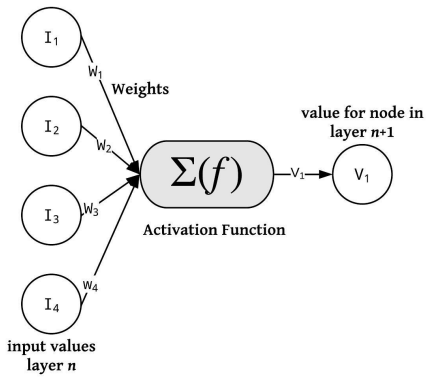 I₁
W₁
Weights
I₂
W₂
value for node in
layer n+1
Σ(f)
V₁
V₁
I₃
W₃
Activation Function
I₄
w₄
input values
layer n